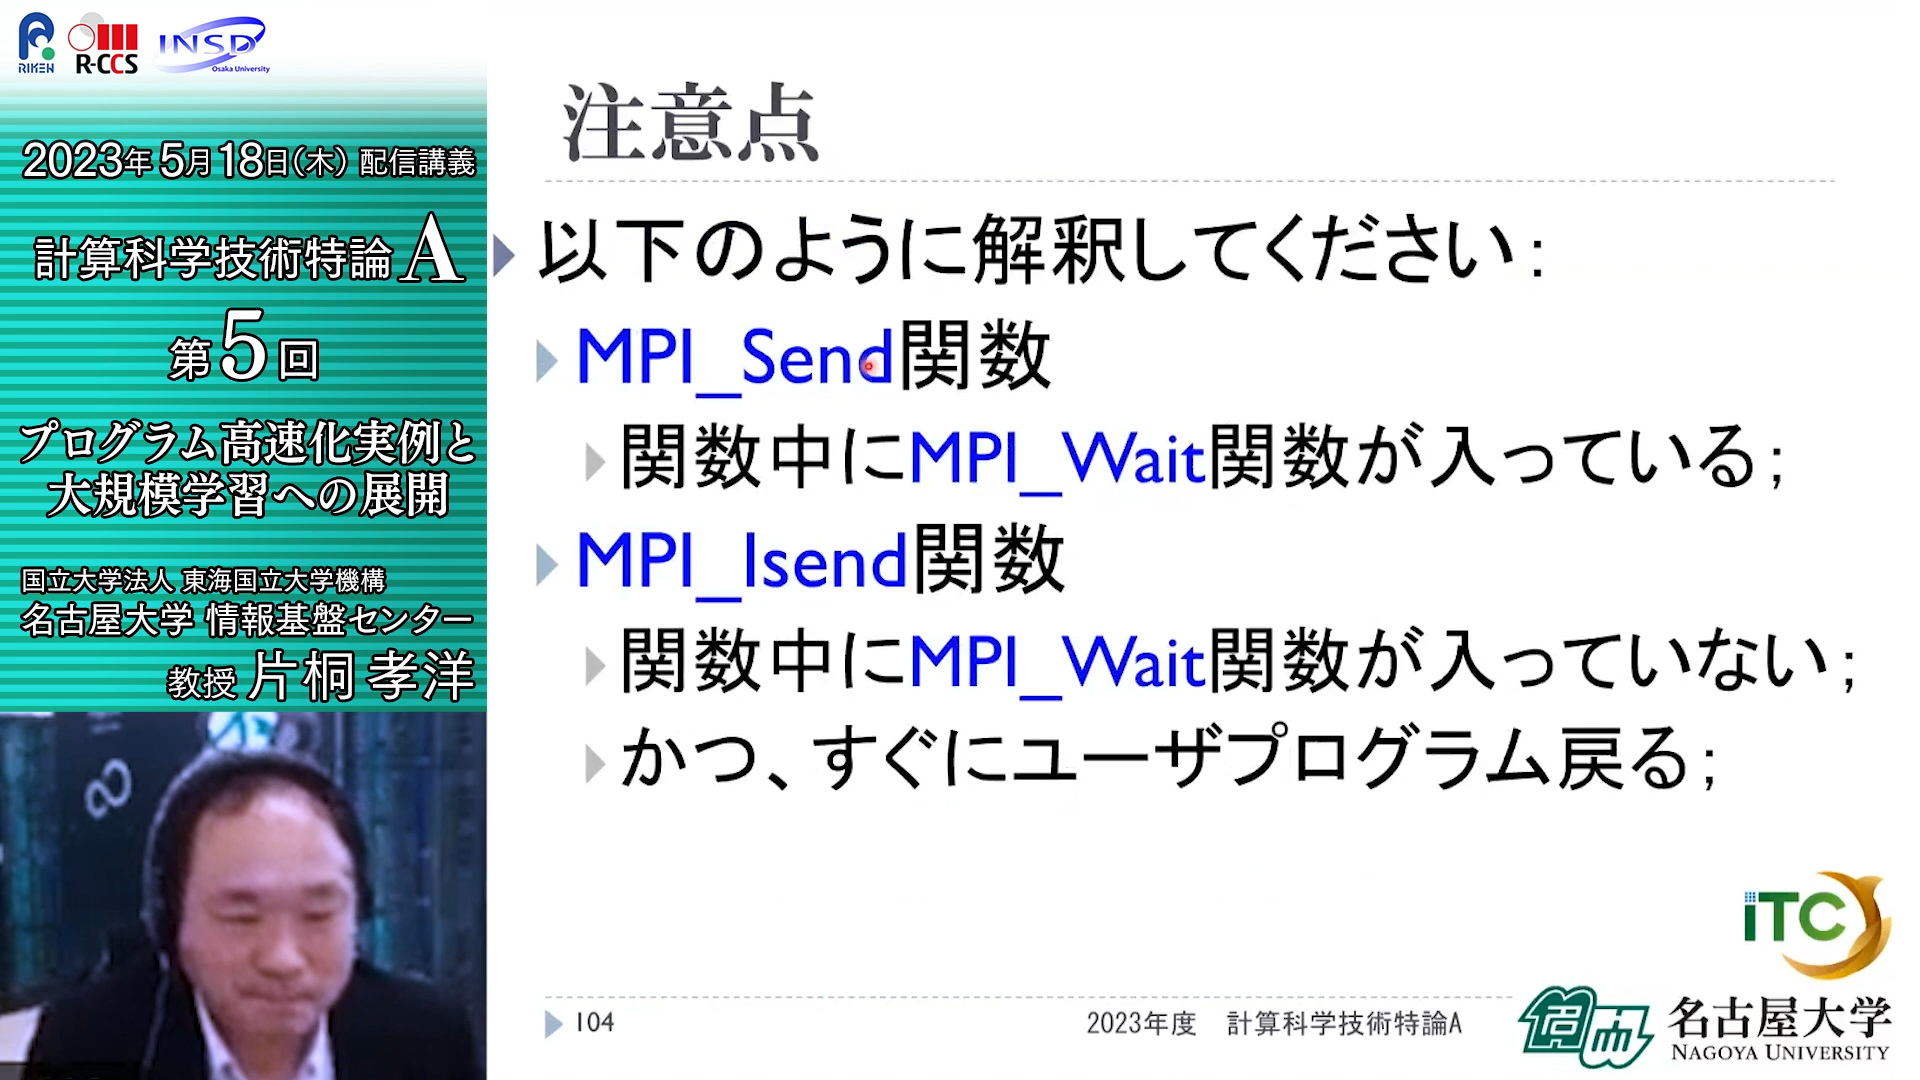 RIKEN
R-CCS
INSD
Osaka University
2023年5月18日(木) 配信講義
計算科学技術特論A
第5回
プログラム高速化実例と
大規模学習への展開
国立大学法人 東海国立大学機構
名古屋大学 情報基盤センター
教授 片桐 孝洋
注意点
以下のように解釈してください:
MPI_Send関数
関数中にMPI_Wait関数が入っている;
MPI_Isend関数
関数中にMPI_Wait関数が入っていない;
かつ、すぐにユーザプログラム戻る;
iTC
104
2023年度 計算科学技術特論A
名古屋大学
NAGOYA UNIVERSITY